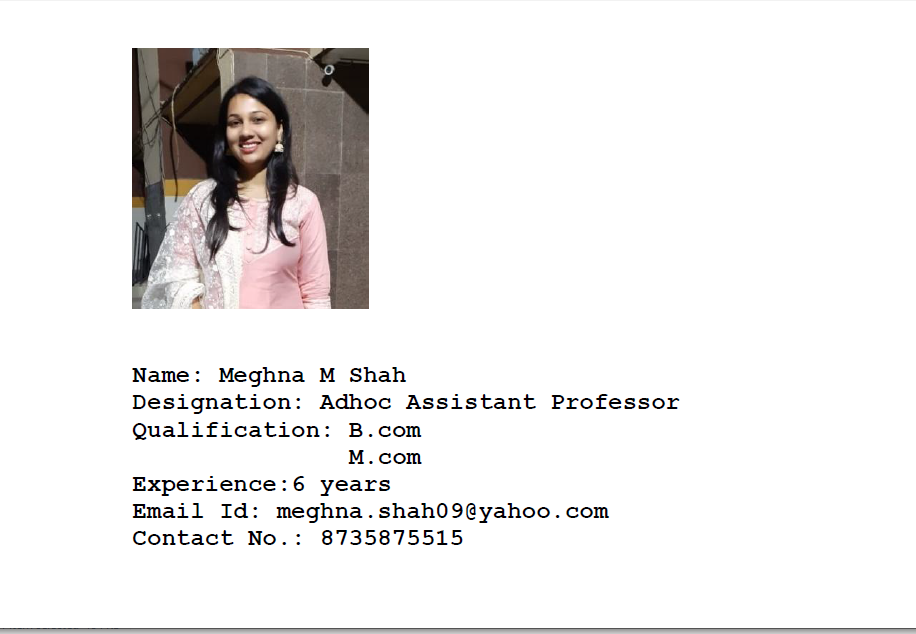 Name: Meghna M Shah
Designation: Adhoc Assistant Professor
Qualification: B.com
M.com
Experience:6 years
Email Id: meghna.shah09@yahoo.com
Contact No.: 8735875515